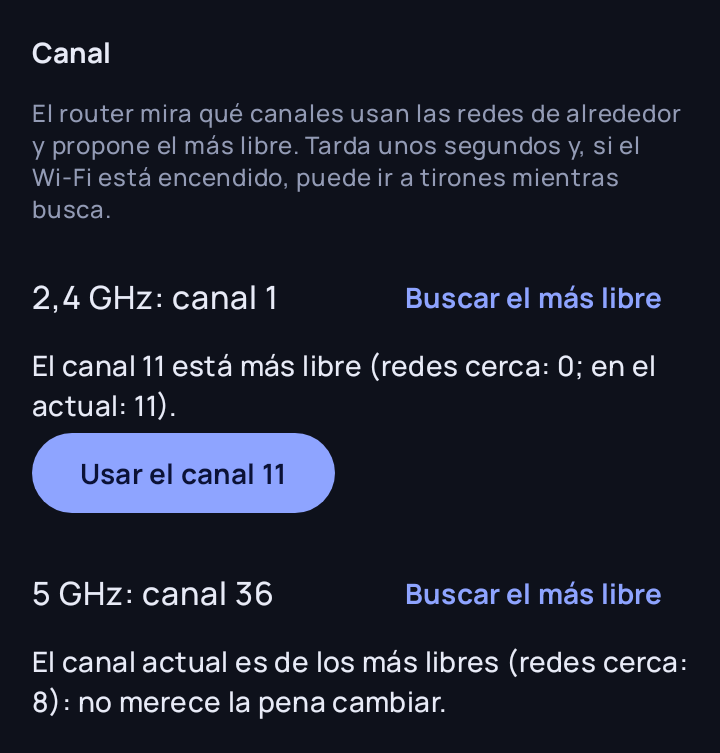 Canal
El router mira qué canales usan las redes de alrededor
y propone el más libre. Tarda unos segundos y, si el
Wi-Fi está encendido, puede ir a tirones mientras
busca.
2,4 GHz: canal 1
Buscar el más libre
El canal 11 está más libre (redes cerca: 0; en el
actual: 11).
Usar el canal 11
5 GHz: canal 36
Buscar el más libre
El canal actual es de los más libres (redes cerca:
8): no merece la pena cambiar.